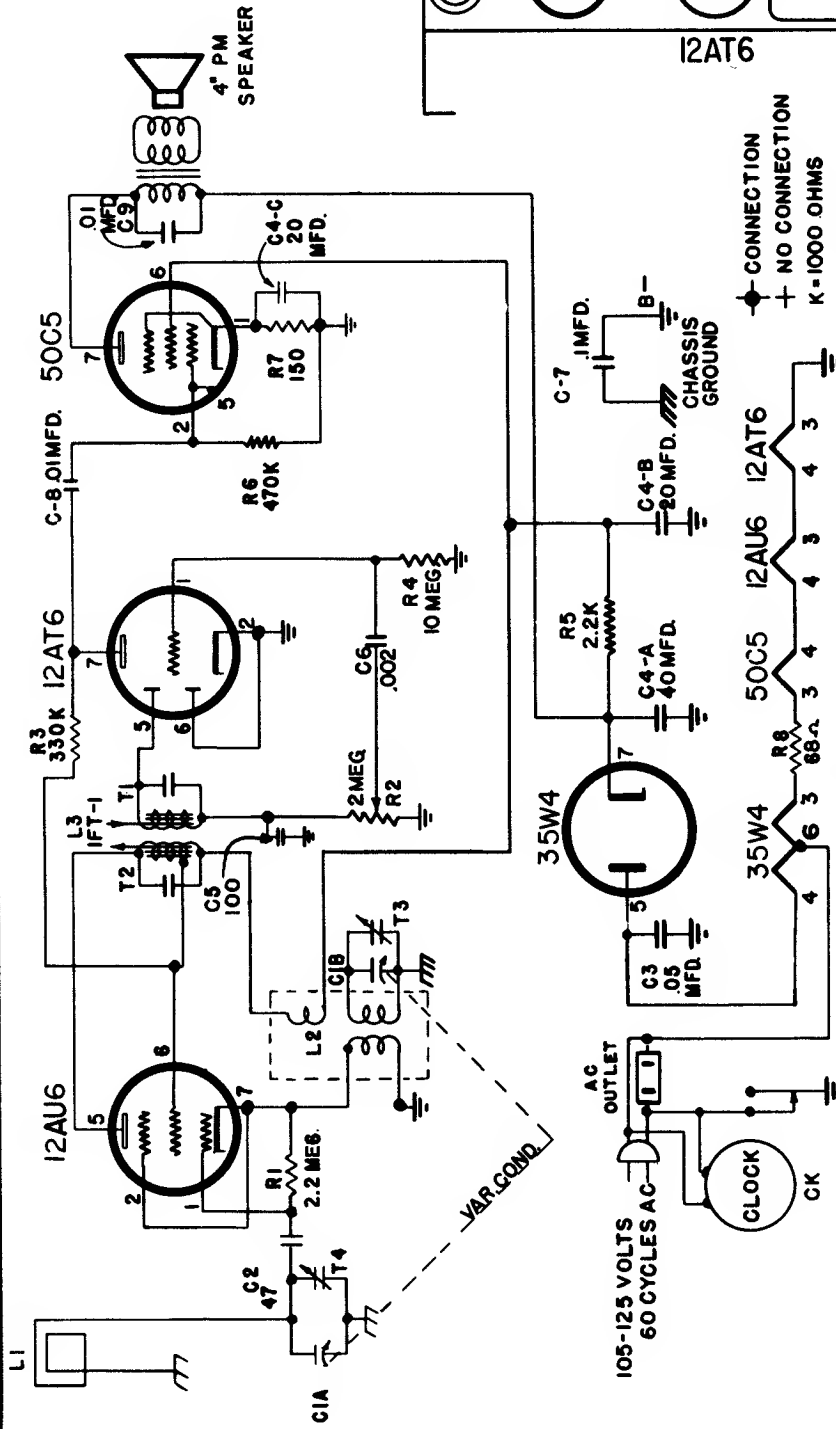 L1
12AU6
5
6
2
1
7
R1
2.2 MEG.
C2
47
T4
C1A
VAR. COND.
L2
C1B
T3
T2
L3
IFT-1
T1
C5
100
R3
330K
12AT6
7
5
6
1
2
2 MEG
R2
C6
.002
R4
10 MEG
C-8 .01MFD.
50C5
7
6
2
5
1
R6
470K
R7
150
C4-C
20
MFD.
.01
MFD
C9
4" PM
SPEAKER
35W4
5
7
C3
.05
MFD.
C4-A
40 MFD.
R5
2.2K
C4-B
20 MFD.
C-7
.1MFD.
CHASSIS
GROUND
B-
105-125 VOLTS
60 CYCLES AC
AC
OUTLET
CLOCK
CK
35W4
4
6
3
R8
68Ω
50C5
3
4
12AU6
4
3
12AT6
4
3
CONNECTION
NO CONNECTION
K=1000 OHMS
12AT6